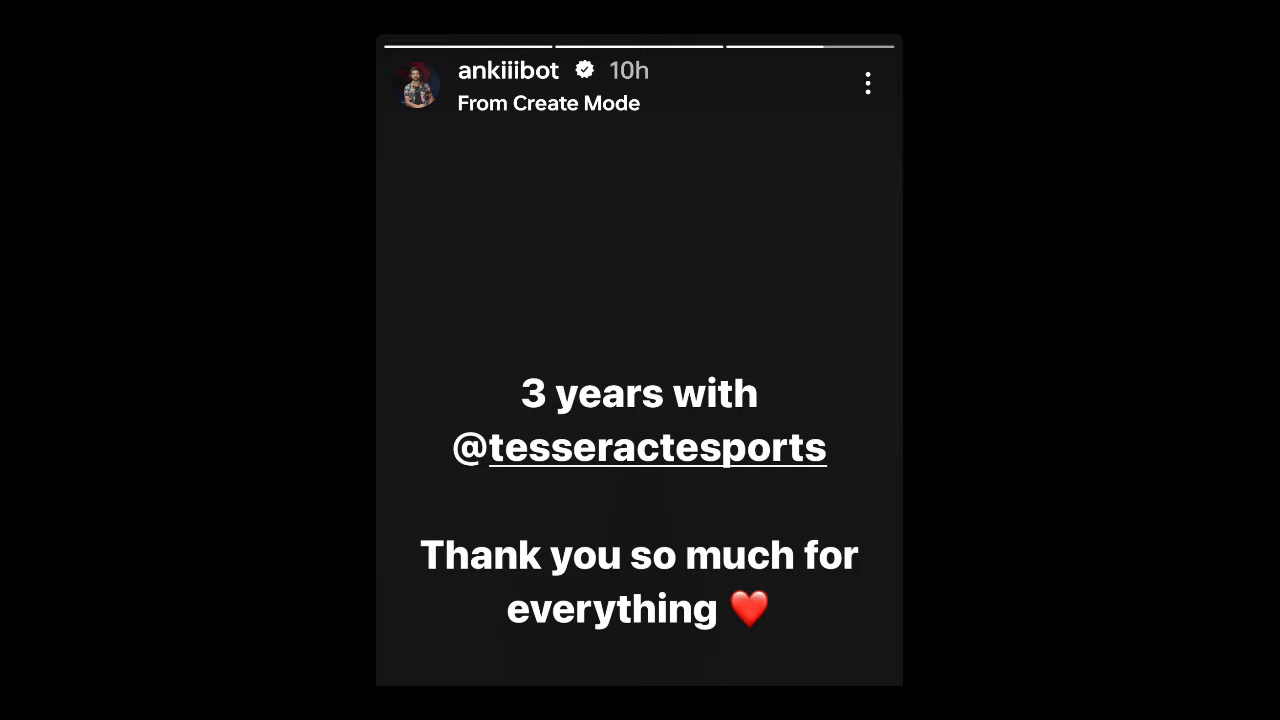 ankiiibot 10h
From Create Mode
3 years with
@tesseractesports
Thank you so much for
everything ❤️